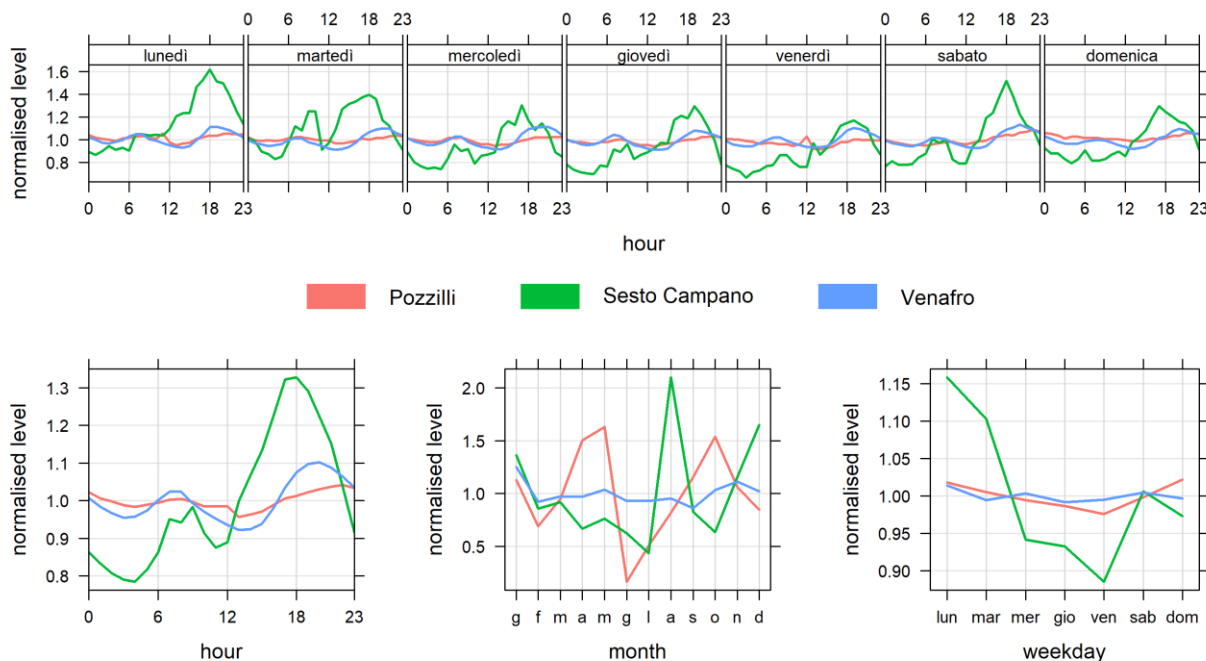 0 6 12 18 23 0 6 12 18 23 0 6 12 18 23
lunedì martedì mercoledì giovedì venerdì sabato domenica
normalised level
1.6
1.4
1.2
1.0
0.8
0 6 12 18 23 0 6 12 18 23 0 6 12 18 23 0 6 12 18 23
hour
Pozzilli Sesto Campano Venafro
normalised level
1.3
1.2
1.1
1.0
0.9
0.8
0 6 12 18 23
hour
normalised level
2.0
1.5
1.0
0.5
g f m a m g l a s o n d
month
normalised level
1.15
1.10
1.05
1.00
0.95
0.90
lun mar mer gio ven sab dom
weekday